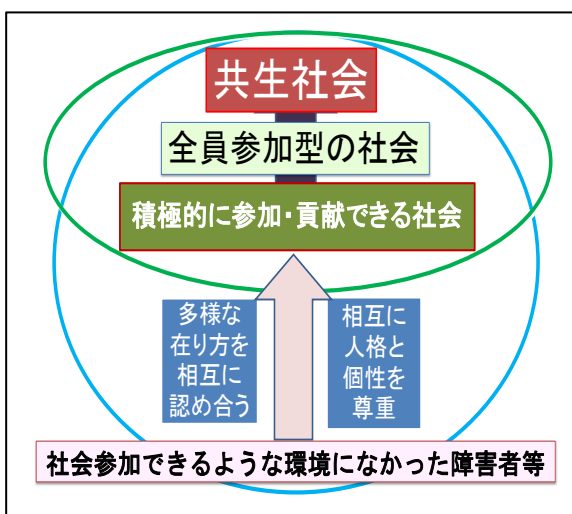 共生社会
全員参加型の社会
積極的に参加・貢献できる社会
多様な
在り方を
相互に
認め合う
相互に
人格と
個性を
尊重
社会参加できるような環境になかった障害者等